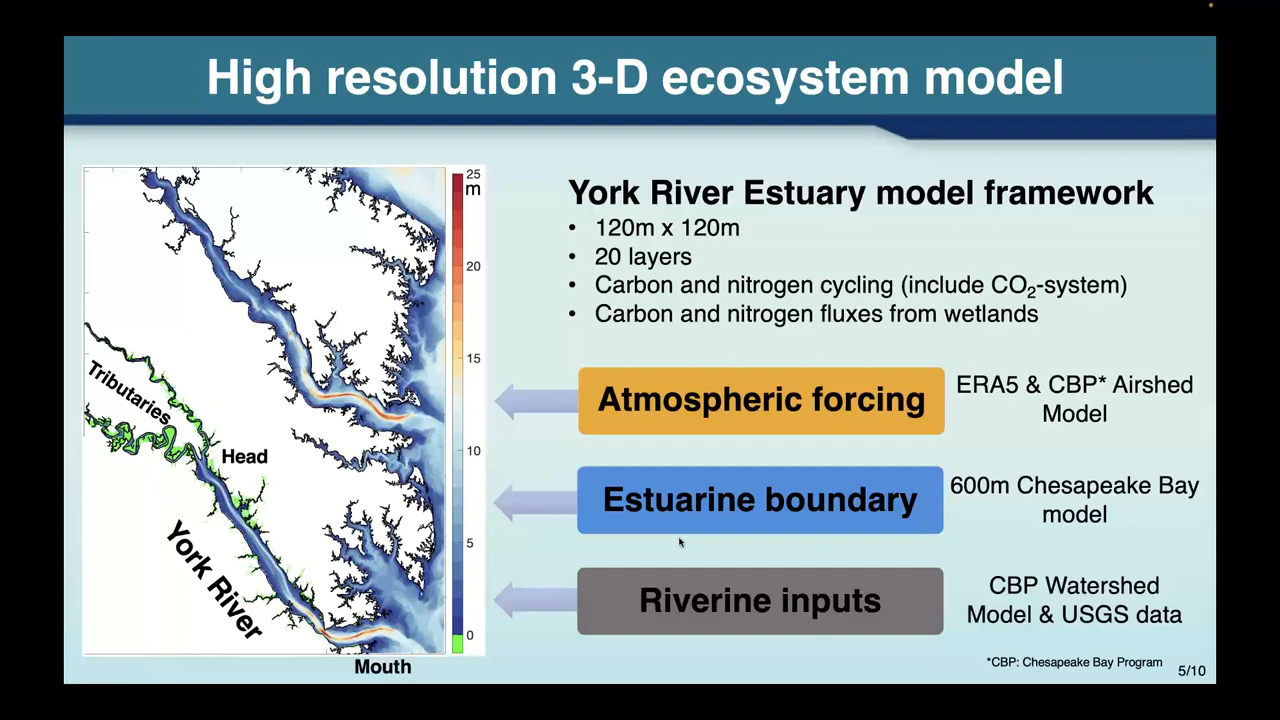 High resolution 3-D ecosystem model
25
m
20
15
10
5
0
Tributaries
Head
York River
Mouth
York River Estuary model framework
• 120m x 120m
• 20 layers
• Carbon and nitrogen cycling (include CO₂-system)
• Carbon and nitrogen fluxes from wetlands
Atmospheric forcing
ERA5 & CBP* Airshed
Model
Estuarine boundary
600m Chesapeake Bay
model
Riverine inputs
CBP Watershed
Model & USGS data
*CBP: Chesapeake Bay Program
5/10